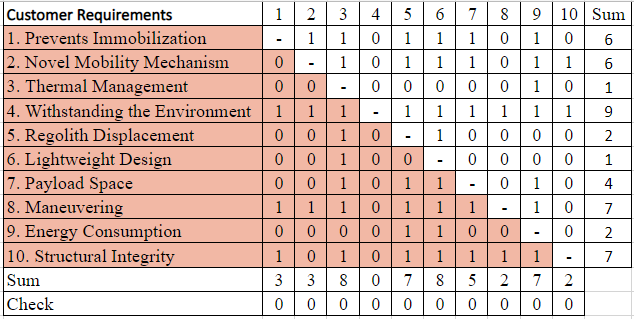 Customer Requirements 1 2 3 4 5 6 7 8 9 10 Sum
1. Prevents Immobilization - 1 1 0 1 1 1 0 1 0 6
2. Novel Mobility Mechanism 0 - 1 0 1 1 1 0 1 1 6
3. Thermal Management 0 0 - 0 0 0 0 0 1 0 1
4. Withstanding the Environment 1 1 1 - 1 1 1 1 1 1 9
5. Regolith Displacement 0 0 1 0 - 1 0 0 0 0 2
6. Lightweight Design 0 0 1 0 0 - 0 0 0 0 1
7. Payload Space 0 0 1 0 1 1 - 0 1 0 4
8. Maneuvering 1 1 1 0 1 1 1 - 1 0 7
9. Energy Consumption 0 0 0 0 1 1 0 0 - 0 2
10. Structural Integrity 1 0 1 0 1 1 1 1 1 - 7
Sum 3 3 8 0 7 8 5 2 7 2
Check 0 0 0 0 0 0 0 0 0 0